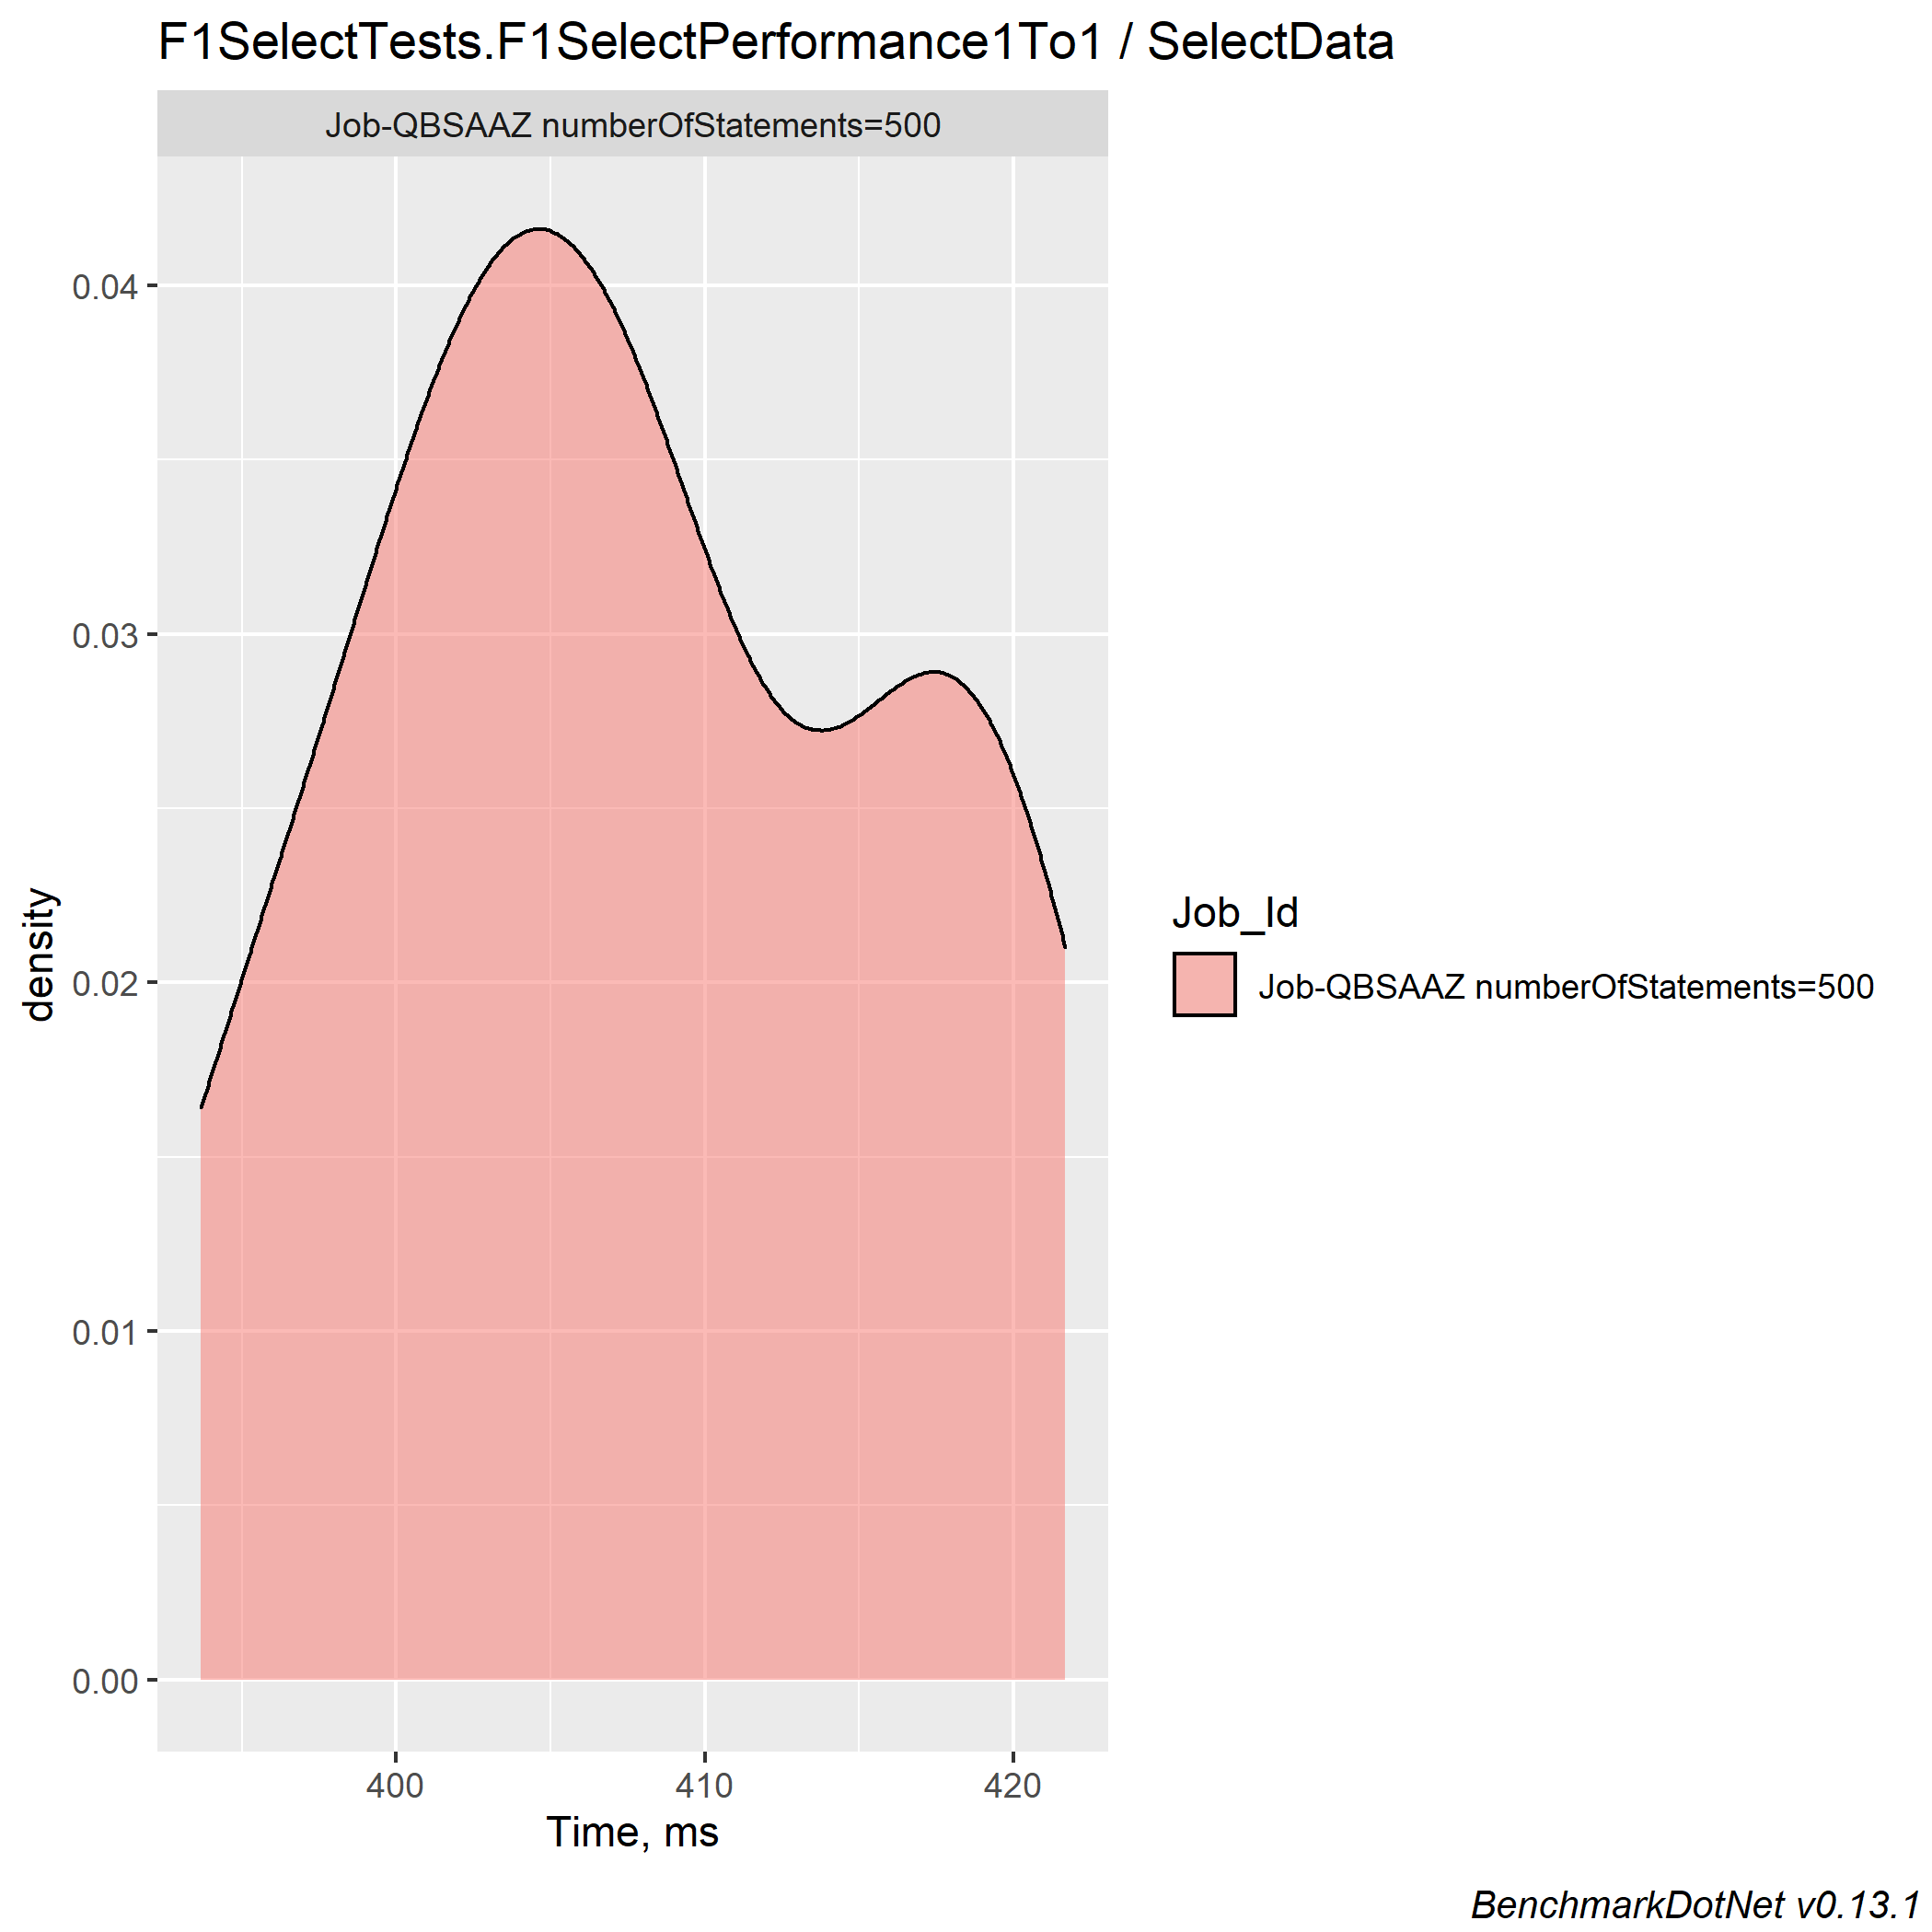 F1SelectTests.F1SelectPerformance1To1 / SelectData
Job-QBSAAZ numberOfStatements=500
0.04
0.03
0.02
0.01
0.00
density
400 410 420
Time, ms
Job_Id
Job-QBSAAZ numberOfStatements=500
BenchmarkDotNet v0.13.1